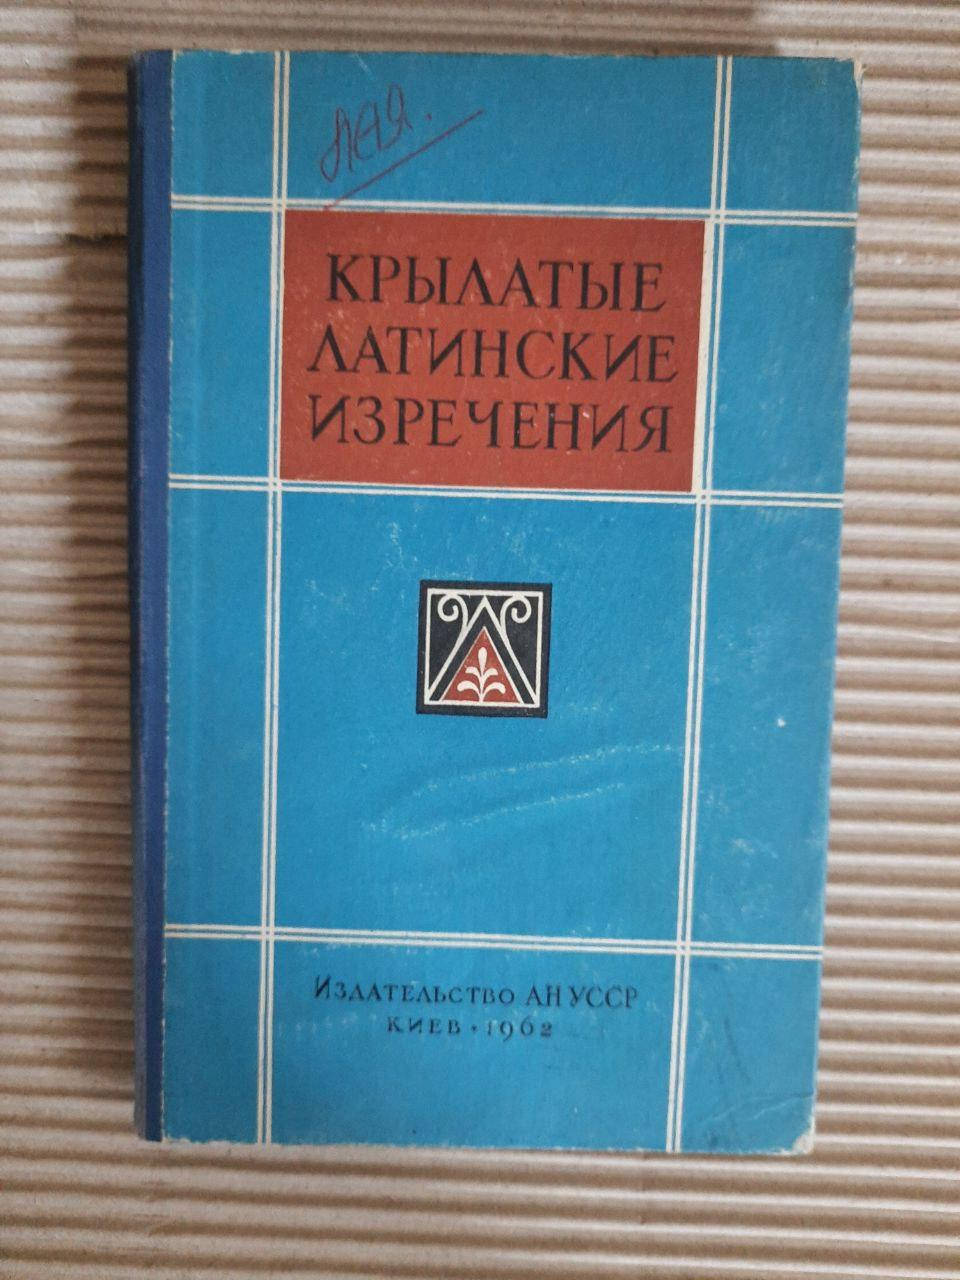 КРЫЛАТЫЕ
ЛАТИНСКИЕ
ИЗРЕЧЕНИЯ
ИЗДАТЕЛЬСТВО АН УССР
КИЕВ • 1962